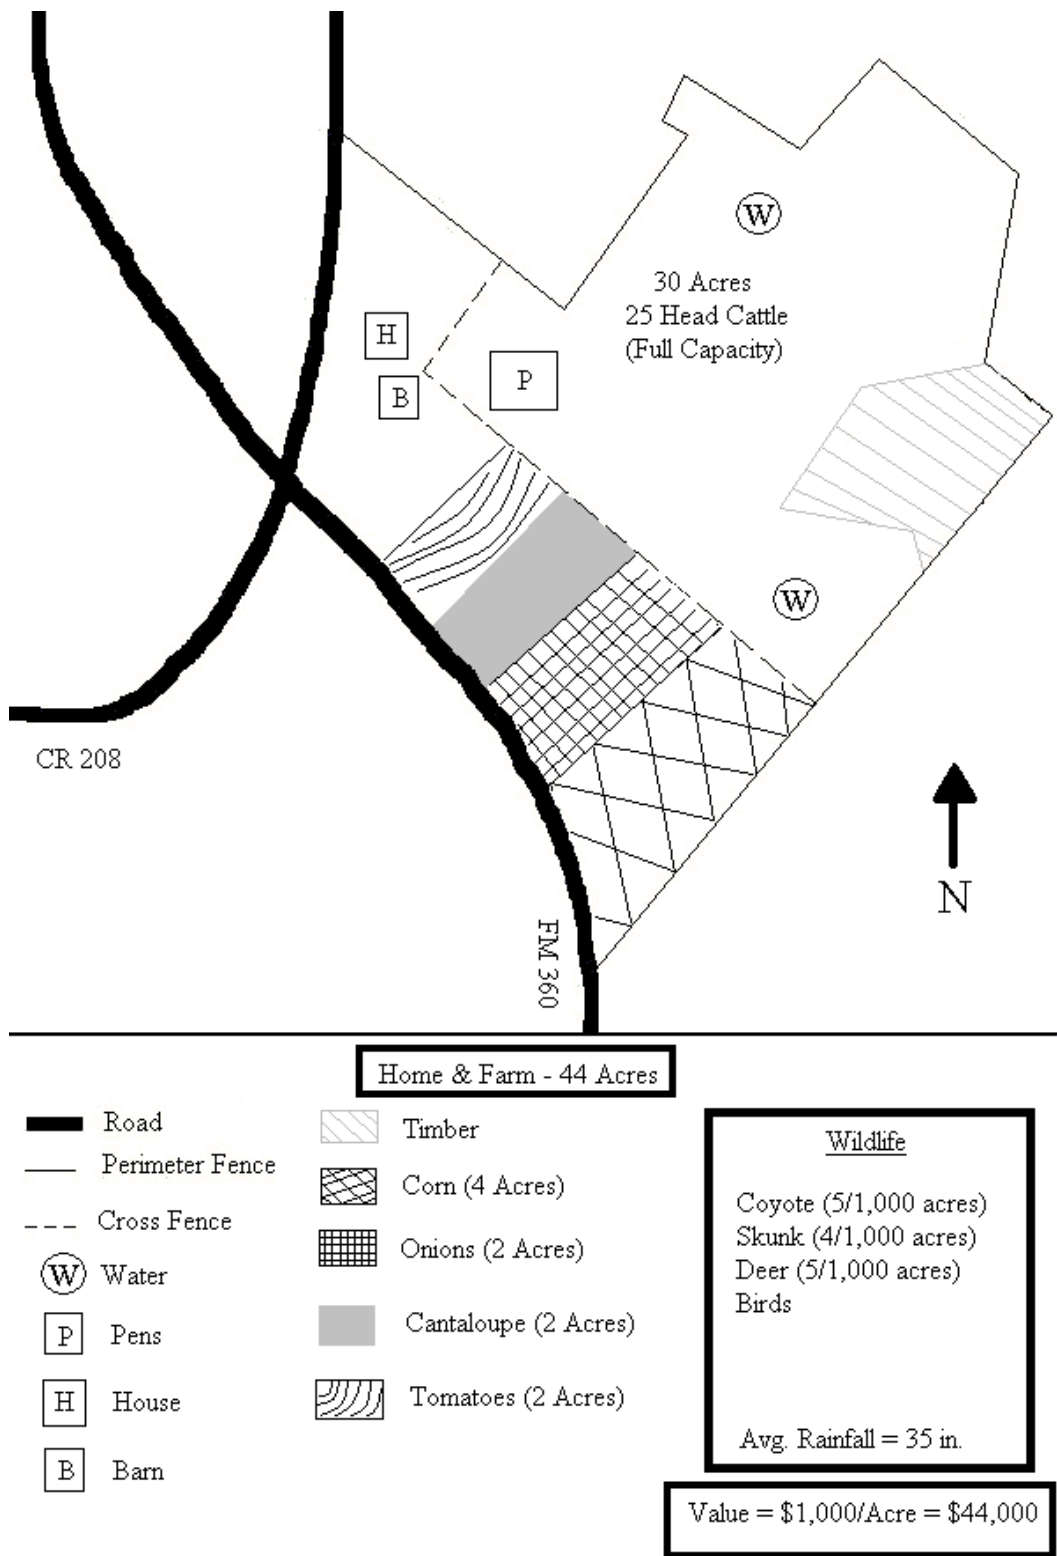 W
30 Acres
25 Head Cattle
(Full Capacity)
H
P
B
W
CR 208
N
FM 360
Home & Farm - 44 Acres
Road
Perimeter Fence
Cross Fence
W Water
P Pens
H House
B Barn
Timber
Corn (4 Acres)
Onions (2 Acres)
Cantaloupe (2 Acres)
Tomatoes (2 Acres)
Wildlife
Coyote (5/1,000 acres)
Skunk (4/1,000 acres)
Deer (5/1,000 acres)
Birds
Avg. Rainfall = 35 in.
Value = $1,000/Acre = $44,000